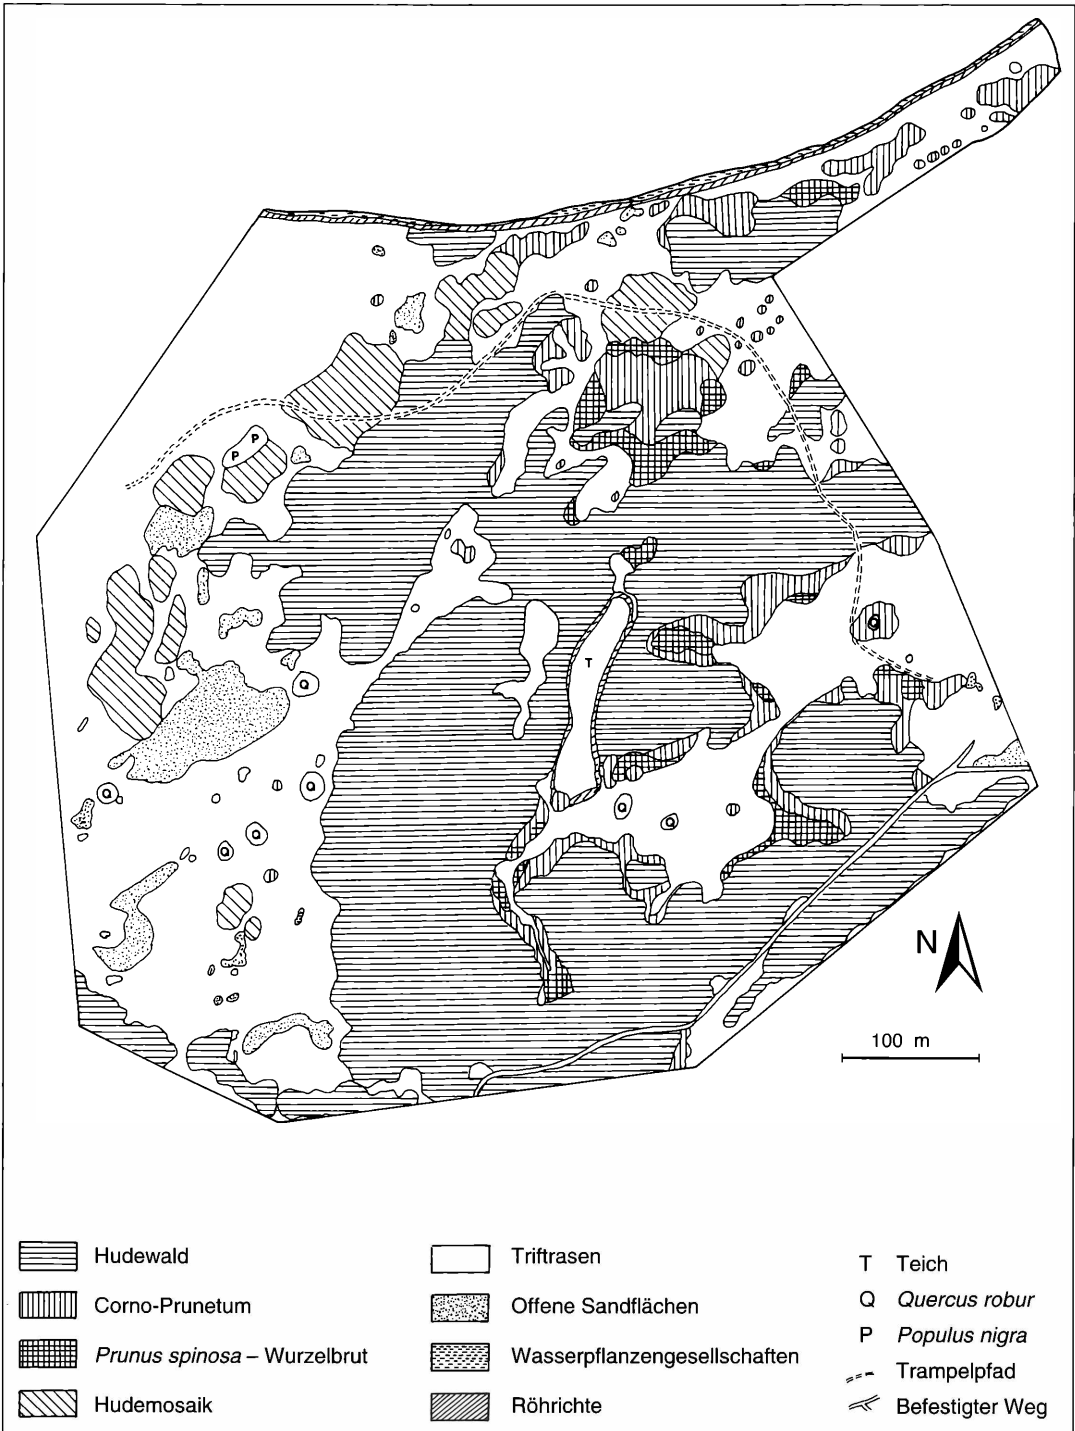 P
P
T
Q
Q
Q
Q
Q
Q
Q
Q
N
100 m
Hudewald
Corno-Prunetum
Prunus spinosa – Wurzelbrut
Hudemosaik
Triftrasen
Offene Sandflächen
Wasserpflanzengesellschaften
Röhrichte
T Teich
Q Quercus robur
P Populus nigra
Trampelpfad
Befestigter Weg